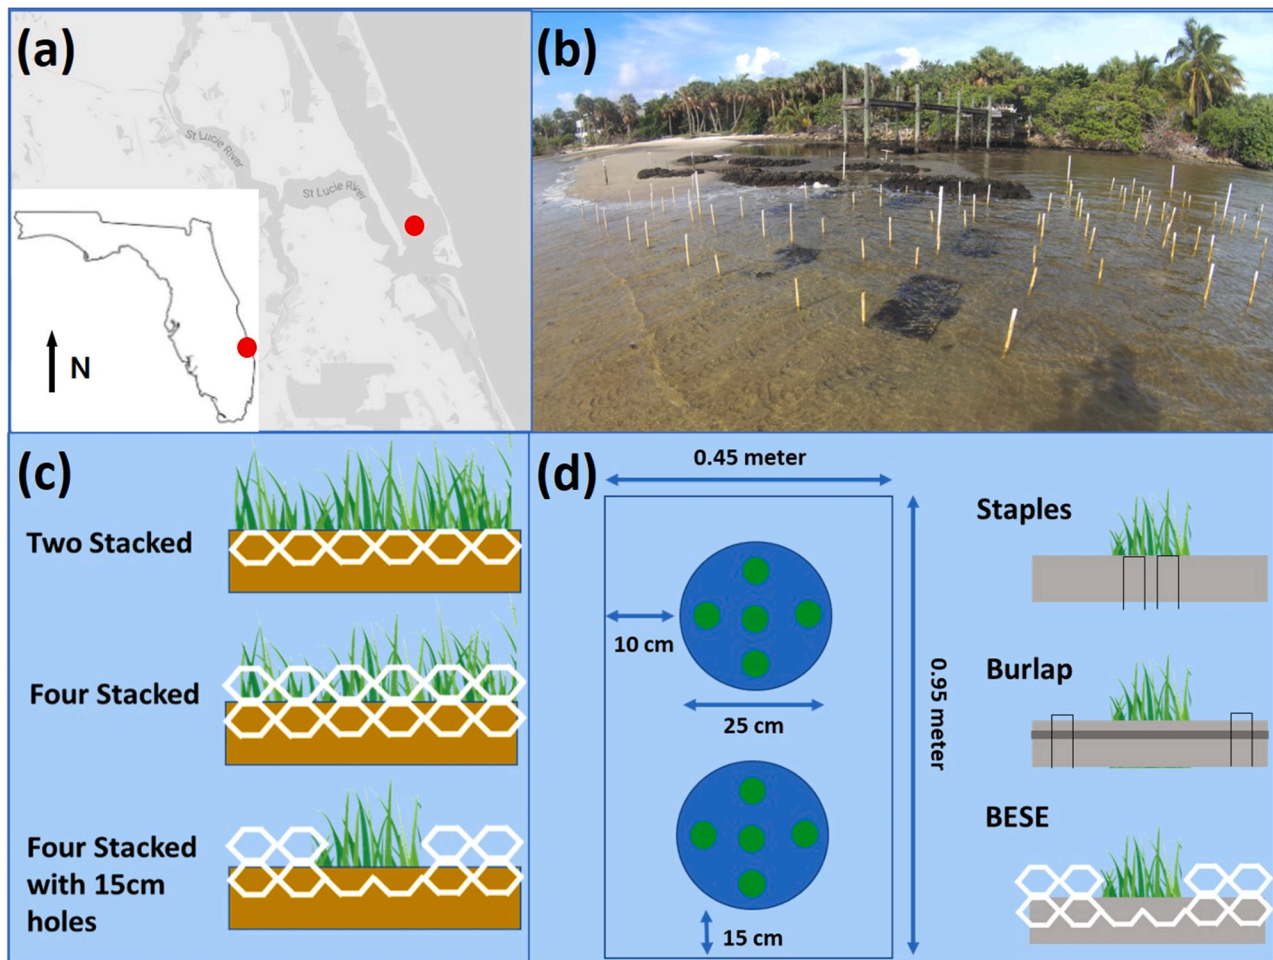 (a)
St Lucie River
St Lucie River
N
(b)
(c)
Two Stacked
Four Stacked
Four Stacked
with 15cm
holes
(d)
0.45 meter
10 cm
25 cm
15 cm
0.95 meter
Staples
Burlap
BESE